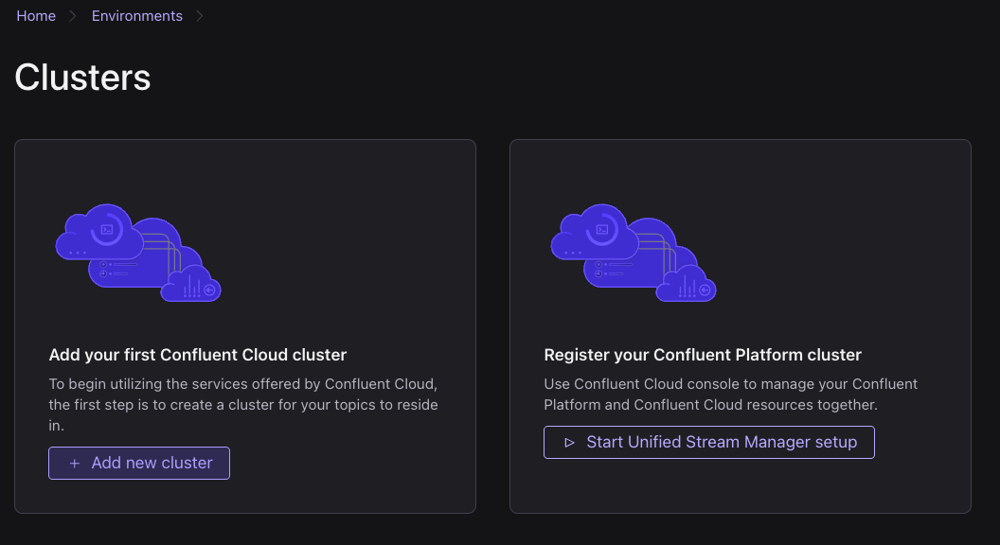 Home > Environments >
Clusters
Add your first Confluent Cloud cluster
To begin utilizing the services offered by Confluent Cloud,
the first step is to create a cluster for your topics to reside
in.
+ Add new cluster
Register your Confluent Platform cluster
Use Confluent Cloud console to manage your Confluent
Platform and Confluent Cloud resources together.
Start Unified Stream Manager setup